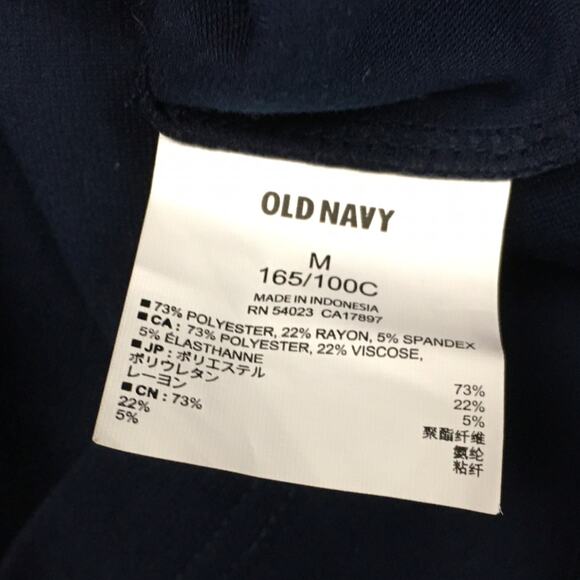 OLD NAVY
M
165/100C
MADE IN INDONESIA
RN 54023 CA17897
■73% POLYESTER, 22% RAYON, 5% SPANDEX
■CA : 73% POLYESTER, 22% VISCOSE,
5% ÉLASTHANNE
■JP : ポリエステル 73%
ポリウレタン 22%
レーヨン 5%
■CN : 73% 聚酯纤维
22% 氨纶
5% 粘纤